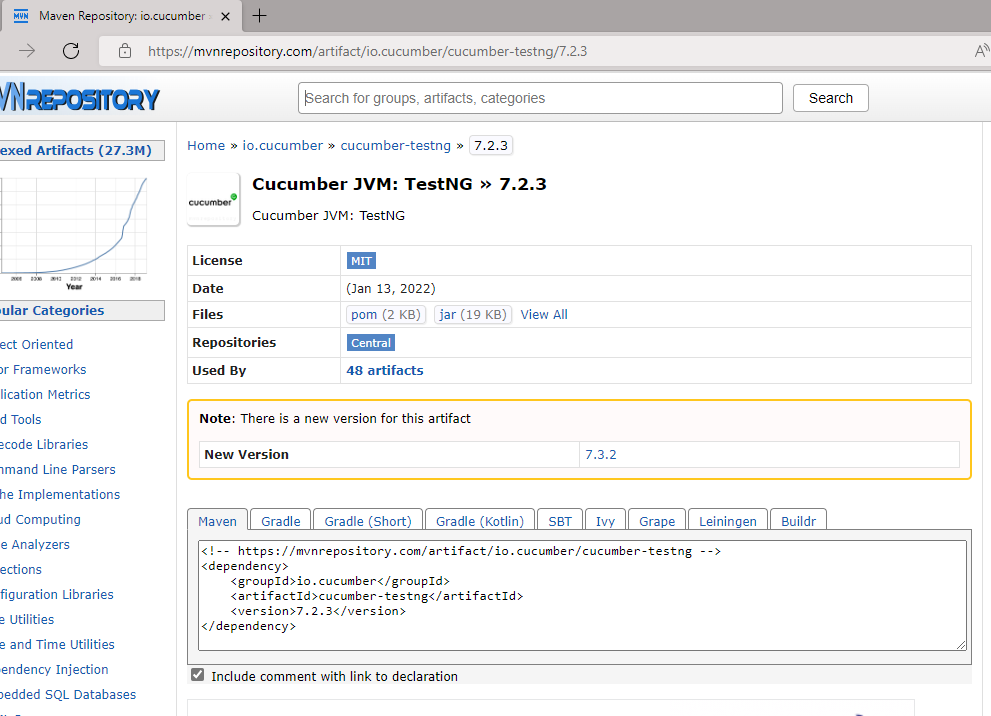 MVN Maven Repository: io.cucumber
https://mvnrepository.com/artifact/io.cucumber/cucumber-testng/7.2.3
VNREPOSITORY
Search for groups, artifacts, categories
Search
exed Artifacts (27.3M)
Year
ular Categories
ect Oriented
or Frameworks
lication Metrics
d Tools
ecode Libraries
mmand Line Parsers
he Implementations
ud Computing
e Analyzers
ections
figuration Libraries
e Utilities
e and Time Utilities
endency Injection
bedded SQL Databases
Home » io.cucumber » cucumber-testng » 7.2.3
cucumber
Cucumber JVM: TestNG » 7.2.3
Cucumber JVM: TestNG
License MIT
Date (Jan 13, 2022)
Files pom (2 KB) jar (19 KB) View All
Repositories Central
Used By 48 artifacts
Note: There is a new version for this artifact
New Version 7.3.2
Maven Gradle Gradle (Short) Gradle (Kotlin) SBT Ivy Grape Leiningen Buildr
<!-- https://mvnrepository.com/artifact/io.cucumber/cucumber-testng -->
<dependency>
<groupId>io.cucumber</groupId>
<artifactId>cucumber-testng</artifactId>
<version>7.2.3</version>
</dependency>
Include comment with link to declaration